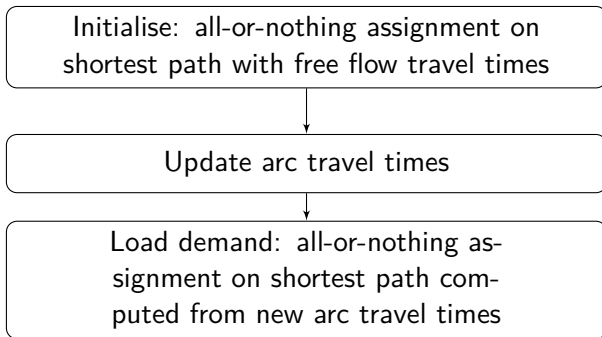 Initialise: all-or-nothing assignment on
shortest path with free flow travel times
Update arc travel times
Load demand: all-or-nothing as-
signment on shortest path com-
puted from new arc travel times